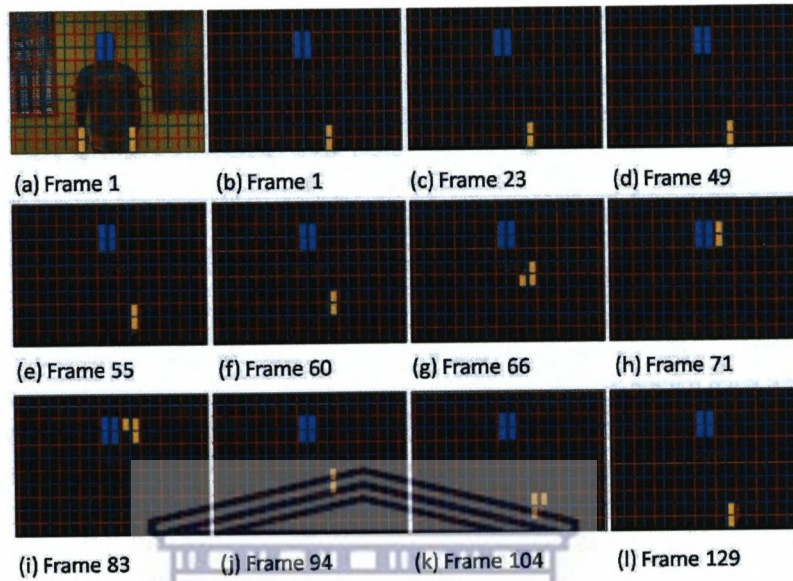 (a) Frame 1 (b) Frame 1 (c) Frame 23 (d) Frame 49
(e) Frame 55 (f) Frame 60 (g) Frame 66 (h) Frame 71
(i) Frame 83 (j) Frame 94 (k) Frame 104 (l) Frame 129